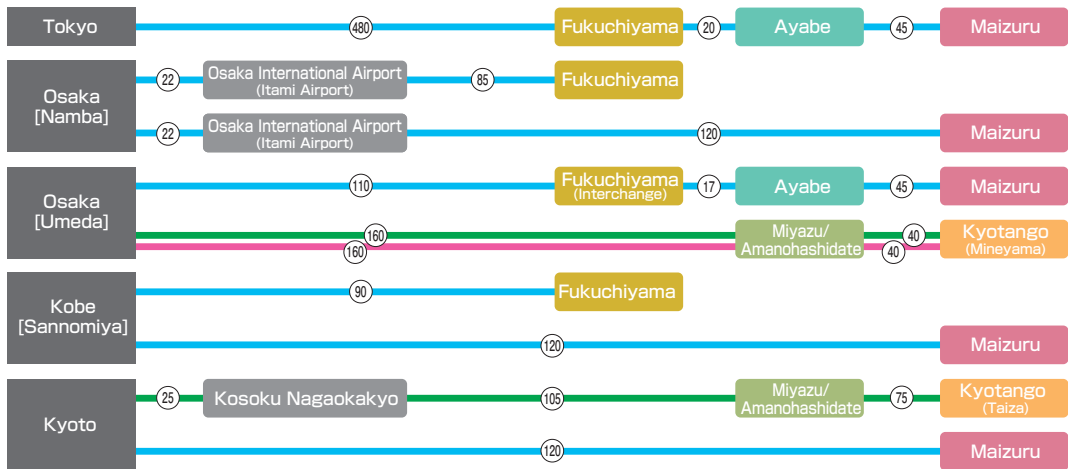 Tokyo
480
Fukuchiyama
20
Ayabe
45
Maizuru
Osaka
[Namba]
22
Osaka International Airport
(Itami Airport)
85
Fukuchiyama
22
Osaka International Airport
(Itami Airport)
120
Maizuru
Osaka
[Umeda]
110
Fukuchiyama
(Interchange)
17
Ayabe
45
Maizuru
160
160
Miyazu/
Amanohashidate
40
40
Kyotango
(Mineyama)
Kobe
[Sannomiya]
90
Fukuchiyama
120
Maizuru
Kyoto
25
Kosoku Nagaokakyo
105
Miyazu/
Amanohashidate
75
Kyotango
(Taiza)
120
Maizuru